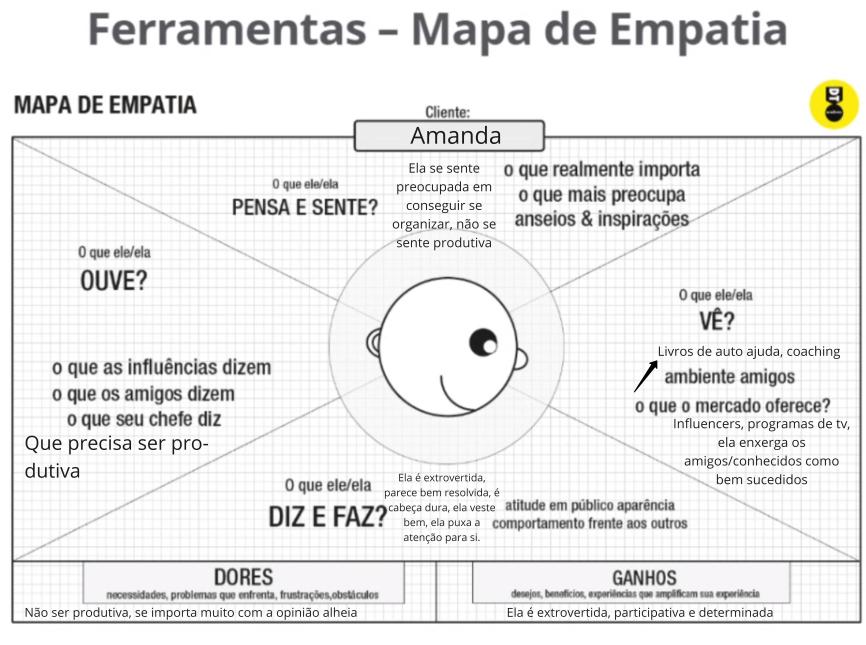 Ferramentas – Mapa de Empatia
MAPA DE EMPATIA
DT
Cliente:
Amanda
O que ele/ela
PENSA E SENTE?
Ela se sente
preocupada em
conseguir se
organizar, não se
sente produtiva
o que realmente importa
o que mais preocupa
anseios & inspirações
O que ele/ela
OUVE?
o que as influências dizem
o que os amigos dizem
o que seu chefe diz
Que precisa ser pro-
dutiva
O que ele/ela
VÊ?
Livros de auto ajuda, coaching
ambiente amigos
o que o mercado oferece?
Influencers, programas de tv,
ela enxerga os
amigos/conhecidos como
bem sucedidos
O que ele/ela
DIZ E FAZ?
Ela é extrovertida,
parece bem resolvida, é
cabeça dura, ela veste
bem, ela puxa a
atenção para si.
atitude em público aparência
comportamento frente aos outros
DORES
necessidades, problemas que enfrenta, frustrações,obstáculos
Não ser produtiva, se importa muito com a opinião alheia
GANHOS
desejos, benefícios, experiências que amplificam sua experiência
Ela é extrovertida, participativa e determinada